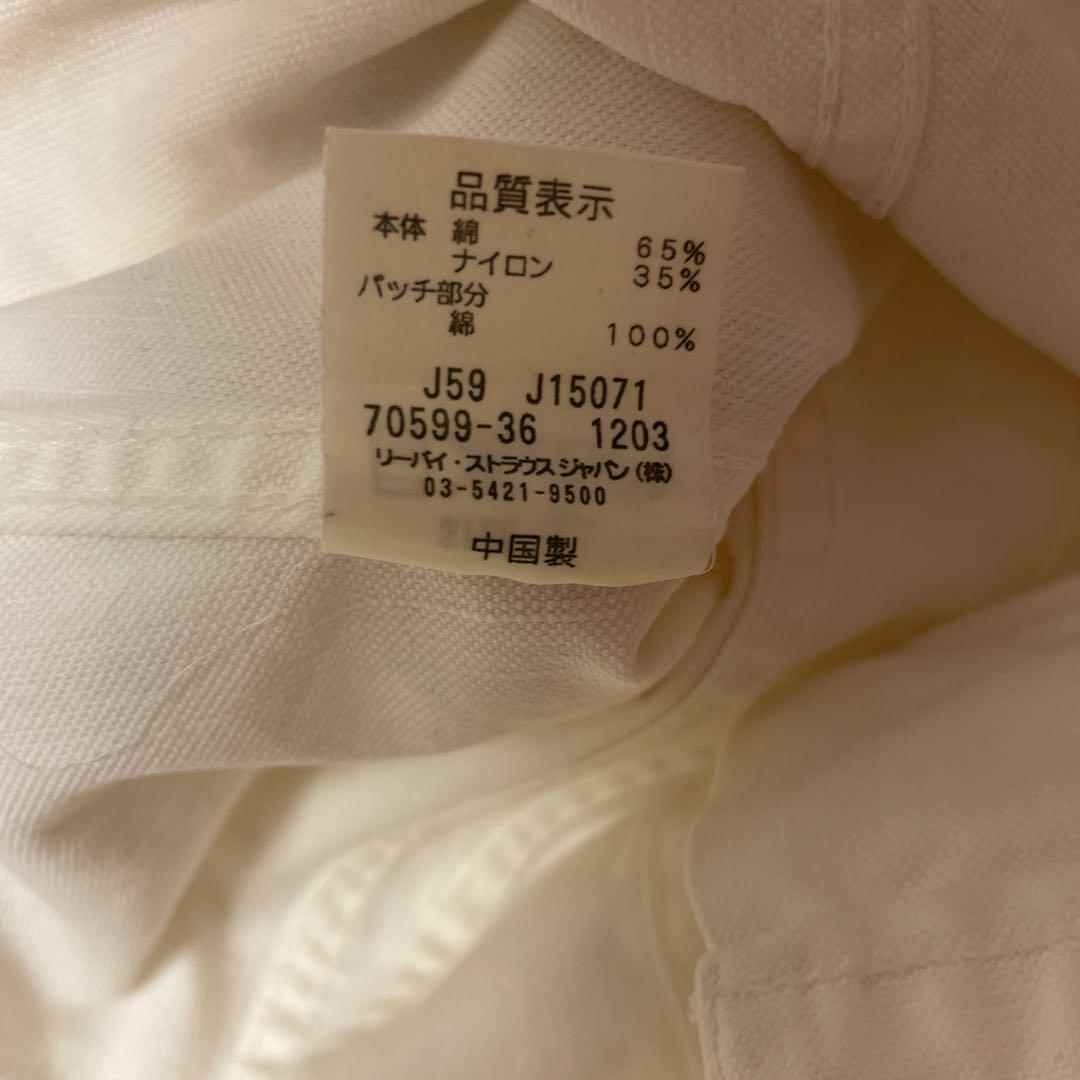 品質表示
本体 綿 65%
ナイロン 35%
パッチ部分
綿 100%
J59 J15071
70599-36 1203
リーバイ・ストラウスジャパン(株)
03-5421-9500
中国製